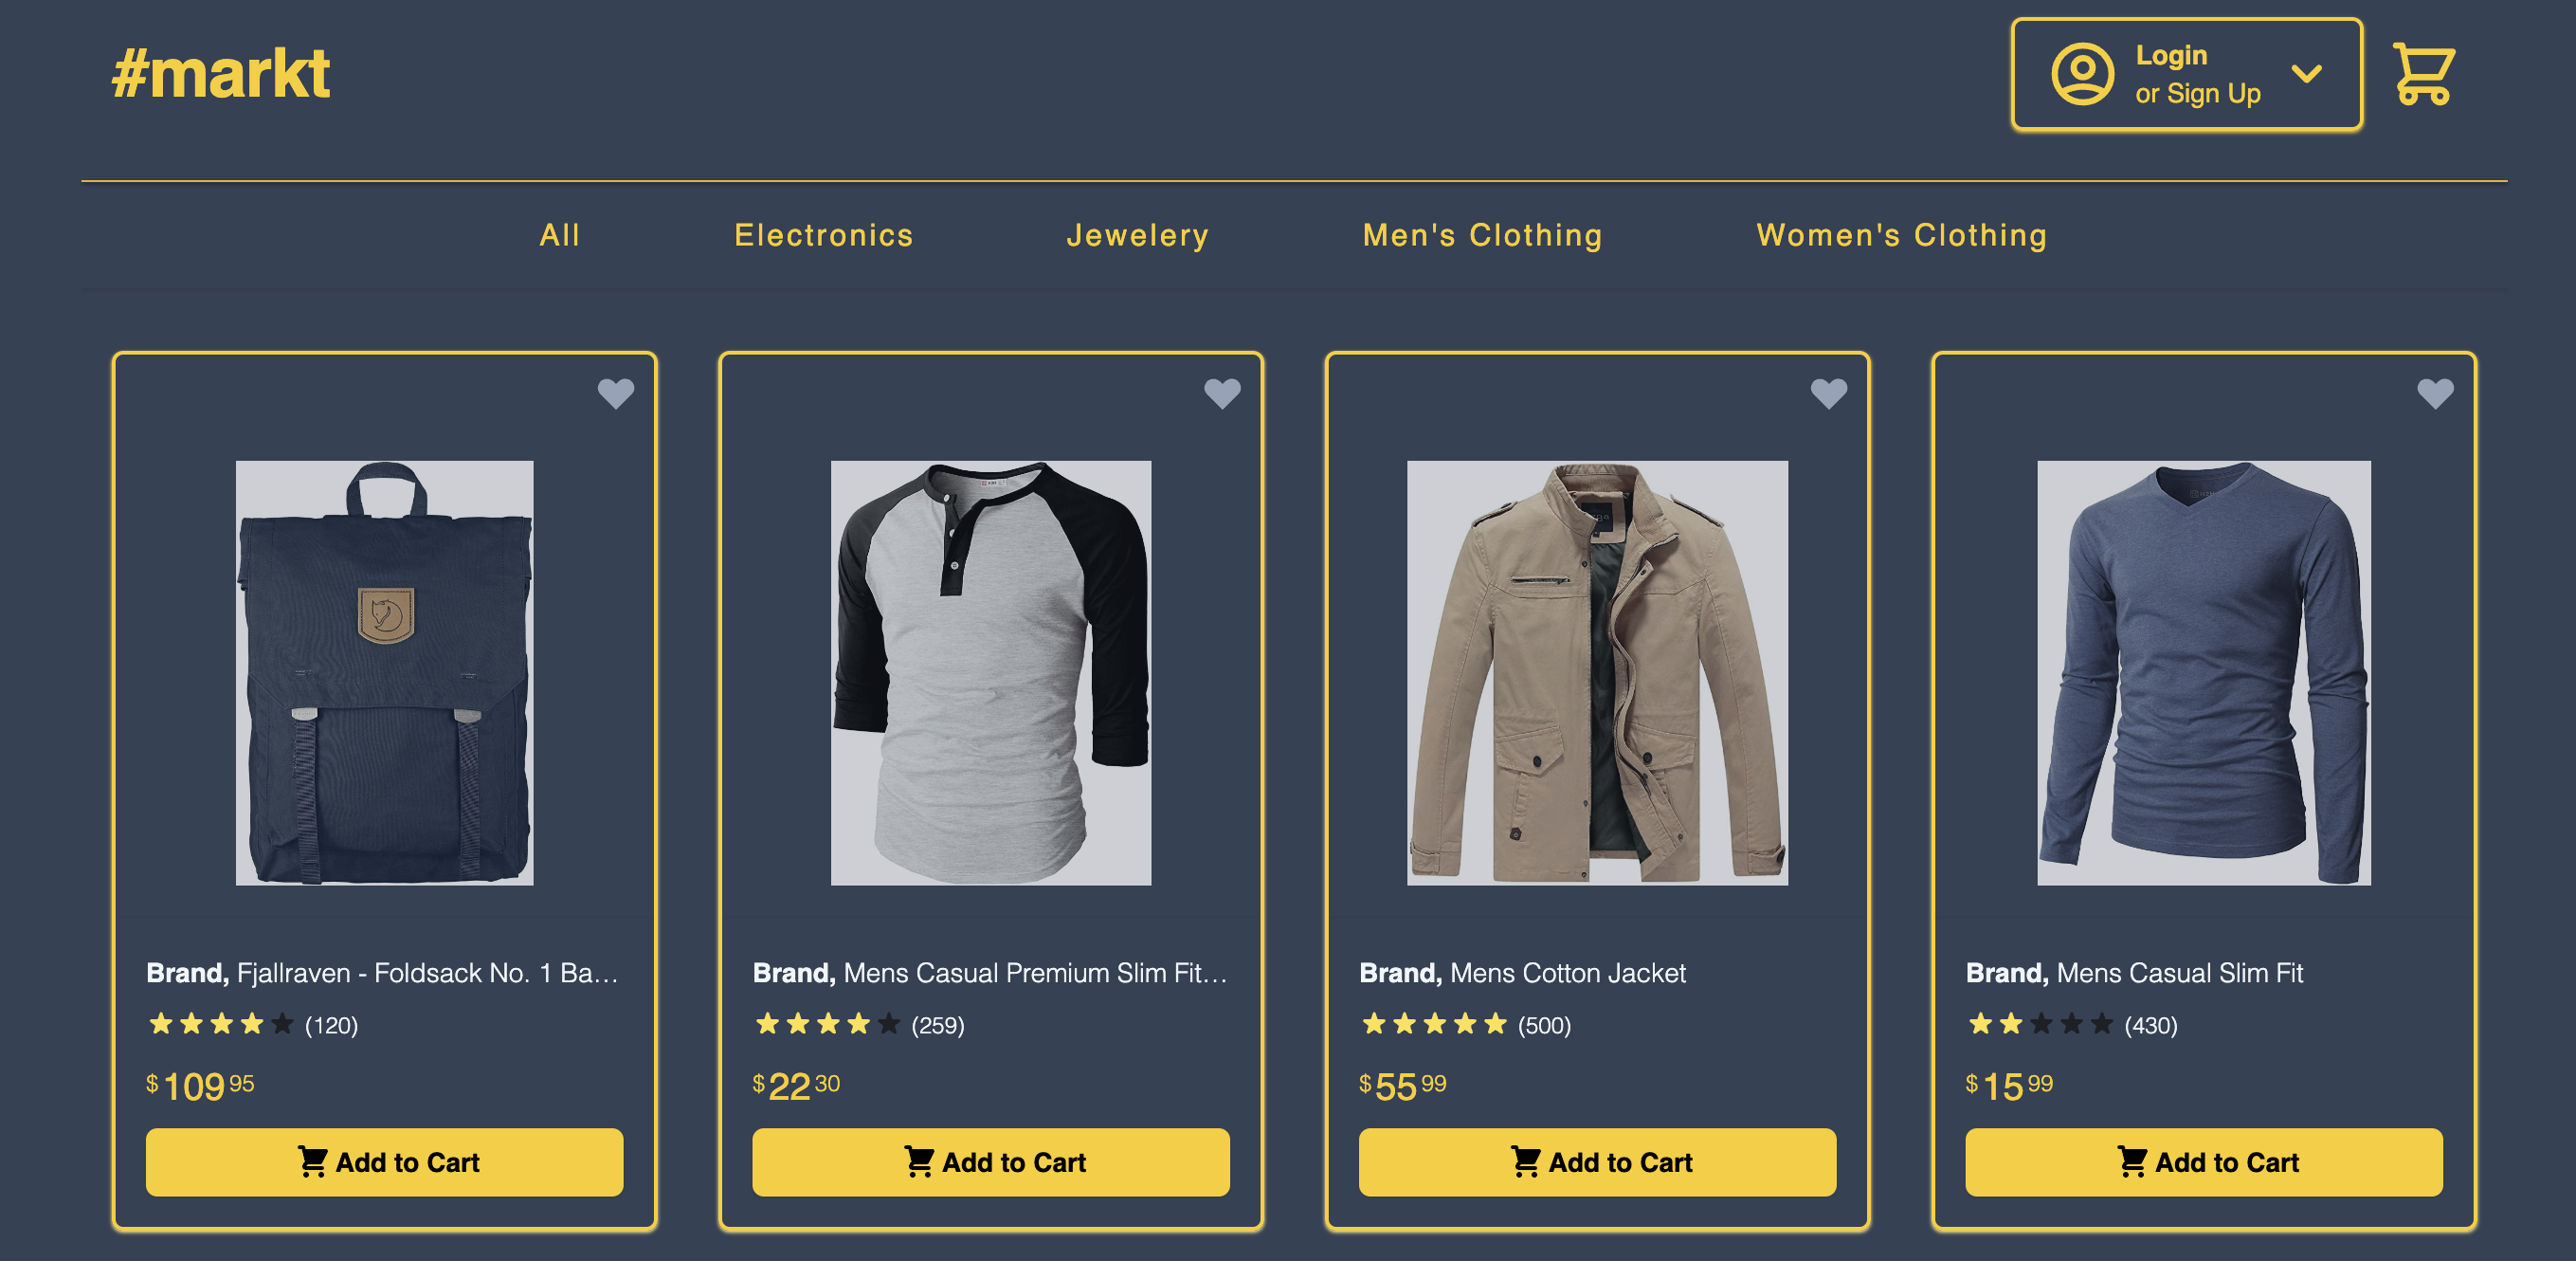 #markt
Login
or Sign Up
All
Electronics
Jewelery
Men's Clothing
Women's Clothing
Brand, Fjallraven - Foldsack No. 1 Ba...
(120)
$109 95
Add to Cart
Brand, Mens Casual Premium Slim Fit...
(259)
$22 30
Add to Cart
Brand, Mens Cotton Jacket
(500)
$55 99
Add to Cart
Brand, Mens Casual Slim Fit
(430)
$15 99
Add to Cart